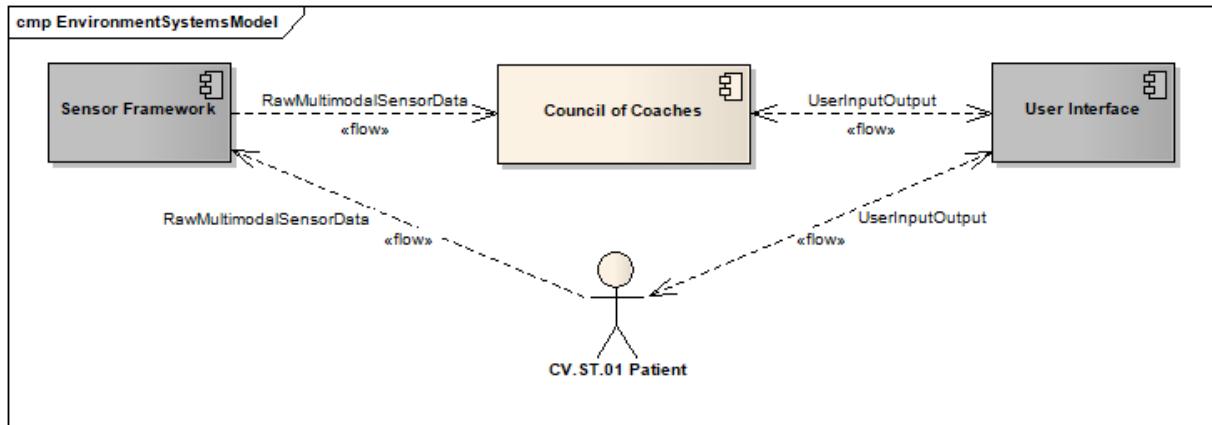 cmp EnvironmentSystemsModel
Sensor Framework
RawMultimodalSensorData
«flow»
Council of Coaches
UserInputOutput
«flow»
User Interface
RawMultimodalSensorData
«flow»
UserInputOutput
«flow»
CV.ST.01 Patient